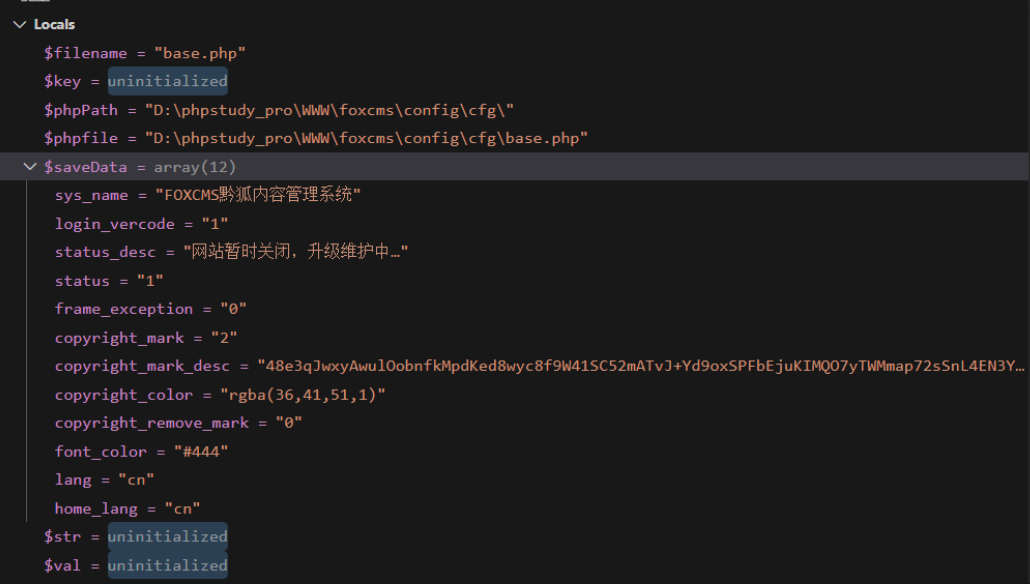 Locals
$filename = "base.php"
$key = uninitialized
$phpPath = "D:\phpstudy_pro\WWW\foxcms\config\cfg\"
$phpfile = "D:\phpstudy_pro\WWW\foxcms\config\cfg\base.php"
$saveData = array(12)
sys_name = "FOXCMS黔狐内容管理系统"
login_vercode = "1"
status_desc = "网站暂时关闭，升级维护中…"
status = "1"
frame_exception = "0"
copyright_mark = "2"
copyright_mark_desc = "48e3qJwxyAwulOobnfkMpdKed8wyc8f9W41SC52mATvJ+Yd9oxSPFbEjuKIMQO7yTWMmap72sSnL4EN3Y…
copyright_color = "rgba(36,41,51,1)"
copyright_remove_mark = "0"
font_color = "#444"
lang = "cn"
home_lang = "cn"
$str = uninitialized
$val = uninitialized